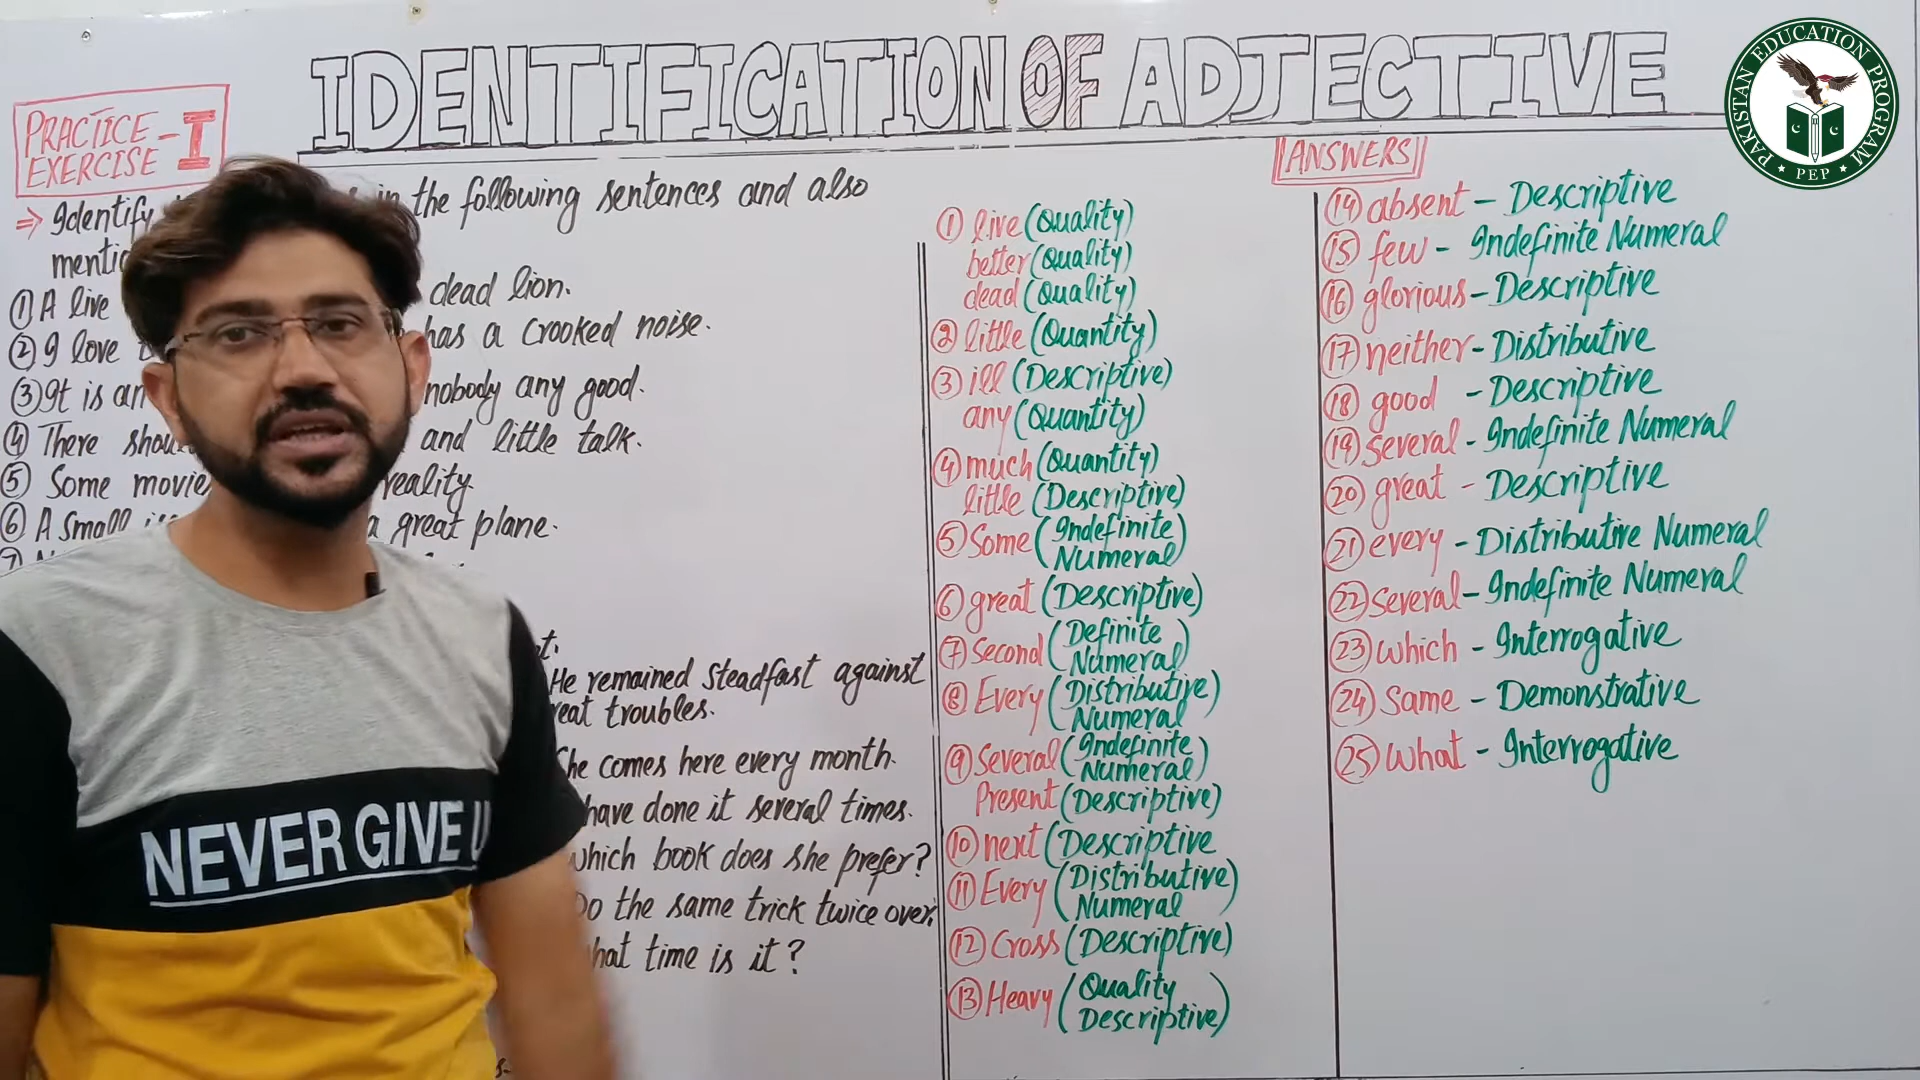 IDENTIFICATION OF ADJECTIVE
PAKISTAN EDUCATION PROGRAM
PEP
PRACTICE - I
EXERCISE
⇒ Identify in the following sentences and also
① A live dead lion.
② I love has a crooked noise.
③ It is an nobody any good.
④ There and little talk.
⑤ Some reality.
⑥ A small a great plane.
He remained steadfast against
troubles.
comes here every month.
have done it several times.
which book does she prefer?
Do the same trick twice over.
time is it?
NEVER GIVE
ANSWERS
① live (Quality)
better (Quality)
dead (Quality)
② little (Quantity)
③ ill (Descriptive)
any (Quantity)
④ much (Quantity)
little (Descriptive)
⑤ Some (Indefinite
Numeral)
⑥ great (Descriptive)
⑦ Second (Definite
Numeral)
⑧ Every (Distributive)
Numeral
⑨ Several (Indefinite
Numeral)
Present (Descriptive)
⑩ next (Descriptive
⑪ Every (Distributive)
Numeral
⑫ Cross (Descriptive)
⑬ Heavy (Quality
Descriptive)
⑭ absent - Descriptive
⑮ few - Indefinite Numeral
⑯ glorious - Descriptive
⑰ neither - Distributive
⑱ good - Descriptive
⑲ several - Indefinite Numeral
⑳ great - Descriptive
㉑ every - Distributive Numeral
㉒ several - Indefinite Numeral
㉓ which - Interrogative
㉔ Same - Demonstrative
㉕ what - Interrogative